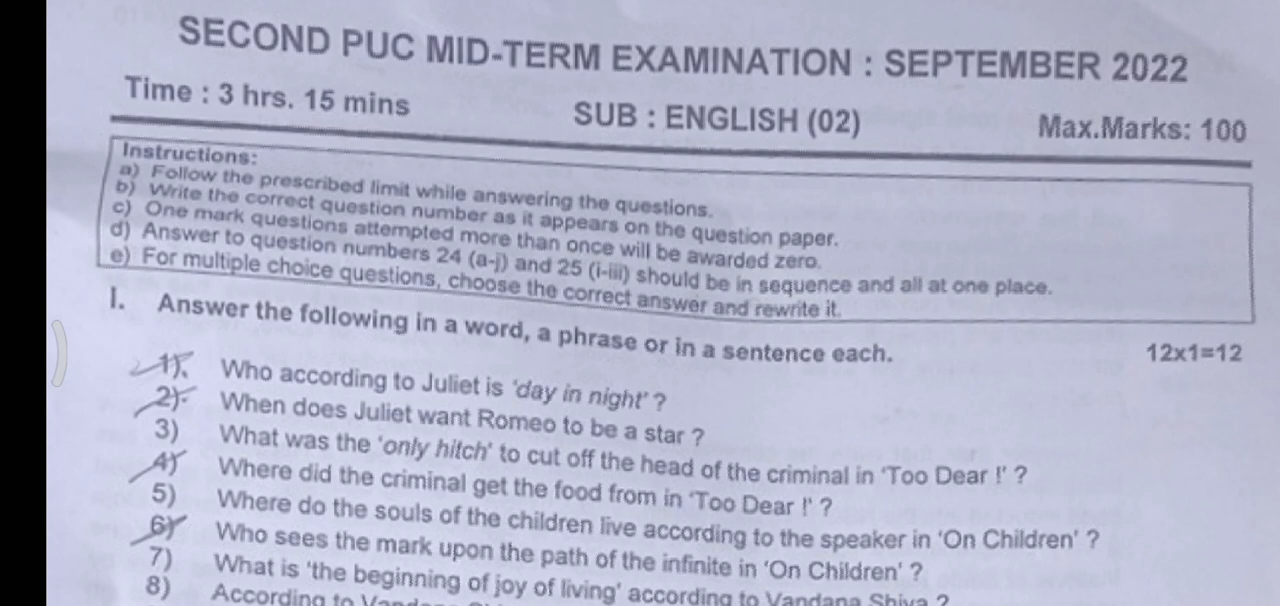 SECOND PUC MID-TERM EXAMINATION : SEPTEMBER 2022
Time : 3 hrs. 15 mins SUB : ENGLISH (02) Max.Marks: 100
Instructions:
a) Follow the prescribed limit while answering the questions.
b) Write the correct question number as it appears on the question paper.
c) One mark questions attempted more than once will be awarded zero.
d) Answer to question numbers 24 (a-j) and 25 (i-iii) should be in sequence and all at one place.
e) For multiple choice questions, choose the correct answer and rewrite it.
I. Answer the following in a word, a phrase or in a sentence each. 12x1=12
1) Who according to Juliet is 'day in night' ?
2) When does Juliet want Romeo to be a star ?
3) What was the 'only hitch' to cut off the head of the criminal in 'Too Dear !' ?
4) Where did the criminal get the food from in 'Too Dear !' ?
5) Where do the souls of the children live according to the speaker in 'On Children' ?
6) Who sees the mark upon the path of the infinite in 'On Children' ?
7) What is 'the beginning of joy of living' according to Vandana Shiva ?
8) According to